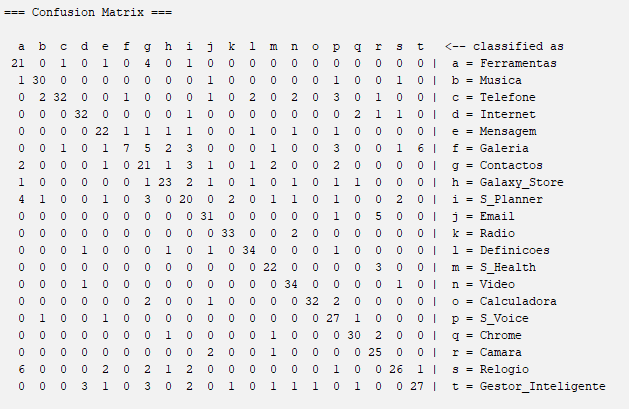 === Confusion Matrix ===
a b c d e f g h i j k l m n o p q r s t <-- classified as
21 0 1 0 1 0 4 0 1 0 0 0 0 0 0 0 0 0 0 0 | a = Ferramentas
1 30 0 0 0 0 0 0 0 1 0 0 0 0 0 1 0 0 1 0 | b = Musica
0 2 32 0 0 1 0 0 0 1 0 2 0 2 0 3 0 1 0 0 | c = Telefone
0 0 0 32 0 0 0 0 1 0 0 0 0 0 0 0 2 1 1 0 | d = Internet
0 0 0 0 22 1 1 1 1 0 0 1 0 1 0 1 0 0 0 0 | e = Mensagem
0 0 1 0 1 7 5 2 3 0 0 0 1 0 0 3 0 0 1 6 | f = Galeria
2 0 0 0 1 0 21 1 3 1 0 1 2 0 0 2 0 0 0 0 | g = Contactos
1 0 0 0 0 0 1 23 2 1 0 1 0 1 0 1 1 0 0 0 | h = Galaxy_Store
4 1 0 0 1 0 3 0 20 0 2 0 1 1 0 1 0 0 2 0 | i = S_Planner
0 0 0 0 0 0 0 0 0 31 0 0 0 0 0 1 0 5 0 0 | j = Email
0 0 0 0 0 0 0 0 0 0 33 0 0 2 0 0 0 0 0 0 | k = Radio
0 0 0 1 0 0 0 1 0 1 0 34 0 0 0 1 0 0 0 0 | l = Definicoes
0 0 0 0 0 0 0 0 0 0 0 0 22 0 0 0 0 3 0 0 | m = S_Health
0 0 0 1 0 0 0 0 0 0 0 0 0 34 0 0 0 0 1 0 | n = Video
0 0 0 0 0 0 2 0 0 1 0 0 0 0 32 2 0 0 0 0 | o = Calculadora
0 1 0 0 1 0 0 0 0 0 0 0 0 0 0 27 1 0 0 0 | p = S_Voice
0 0 0 0 0 0 0 1 0 0 0 0 1 0 0 0 30 2 0 0 | q = Chrome
0 0 0 0 0 0 0 0 0 2 0 0 1 0 0 0 0 25 0 0 | r = Camara
6 0 0 0 2 0 2 1 2 0 0 0 0 0 0 1 0 0 26 1 | s = Relogio
0 0 0 3 1 0 3 0 2 0 1 0 1 1 1 0 1 0 0 27 | t = Gestor_Inteligente